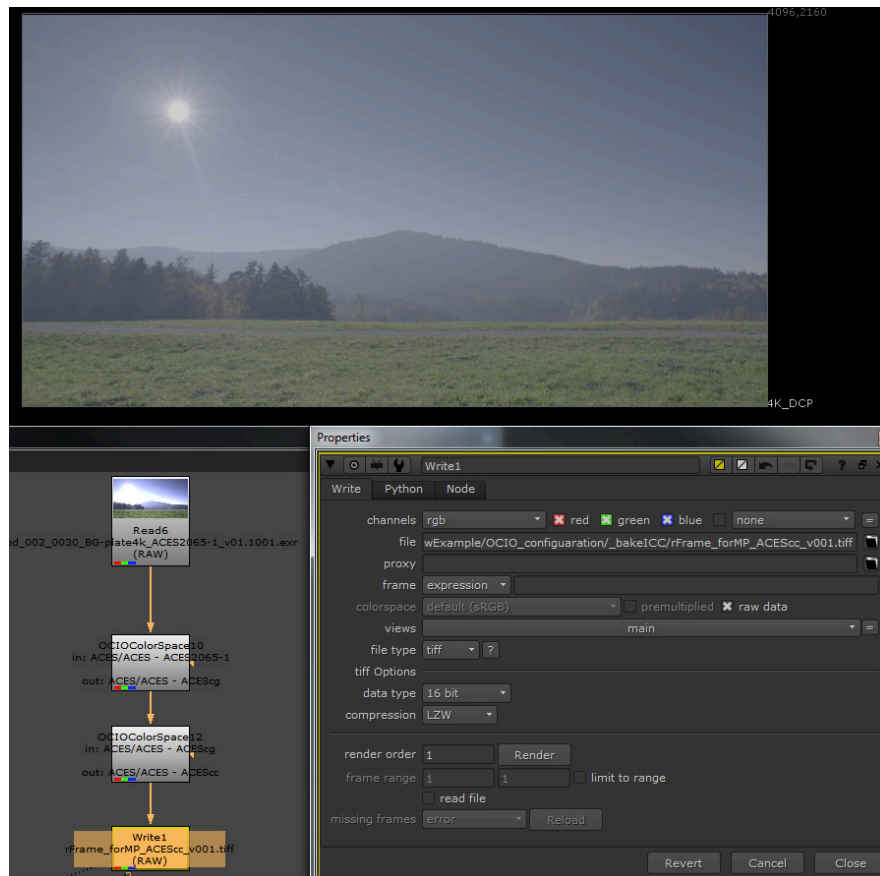 4096,2160
4K_DCP
Read6
od_002_0030_BG-plate4k_ACES2065-1_v01.1001.exr
(RAW)
OCIOColorSpace10
in: ACES/ACES - ACES2065-1
out: ACES/ACES - ACEScg
OCIOColorSpace12
in: ACES/ACES - ACEScg
out: ACES/ACES - ACEScc
Write1
rFrame_forMP_ACEScc_v001.tiff
(RAW)
Properties
Write1 ?
Write Python Node
channels rgb red green blue none =
file wExample/OCIO_configuaration/_bakeICC/rFrame_forMP_ACEScc_v001.tiff
proxy
frame expression
colorspace default (sRGB) premultiplied raw data
views main =
file type tiff ?
tiff Options
data type 16 bit
compression LZW
render order 1 Render
frame range 1 1 limit to range
read file
missing frames error Reload
Revert Cancel Close